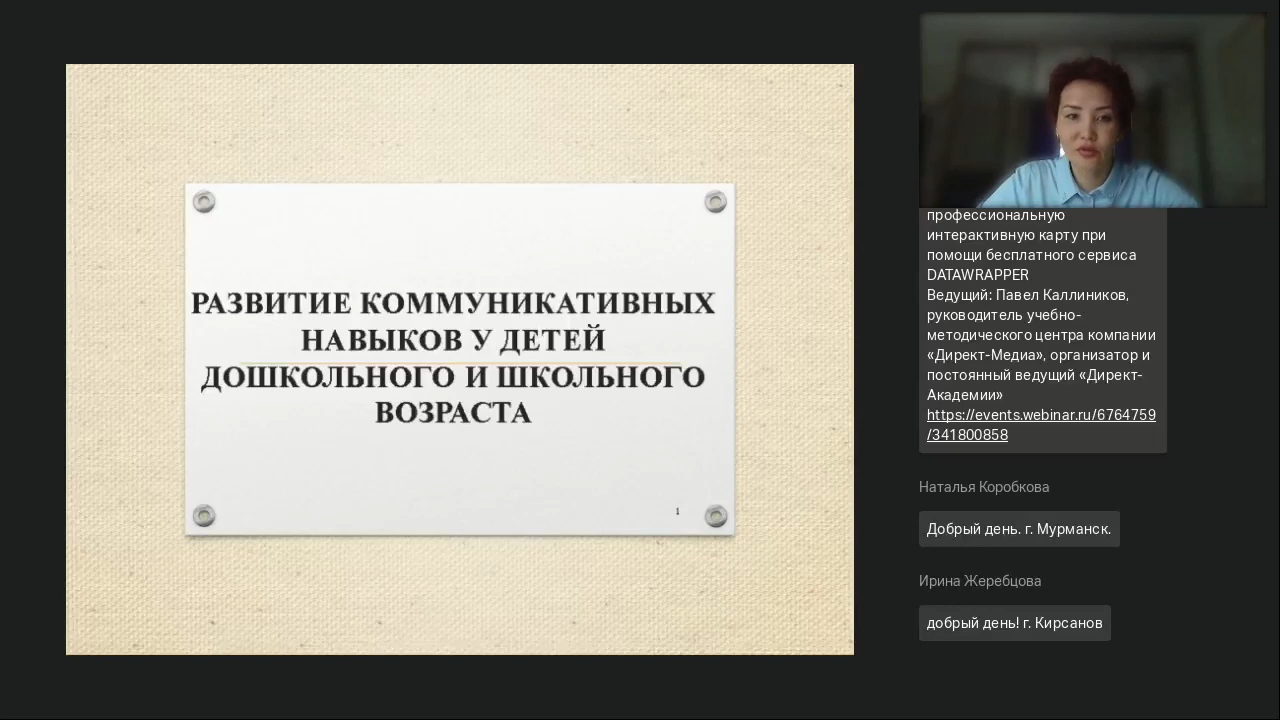 РАЗВИТИЕ КОММУНИКАТИВНЫХ
НАВЫКОВ У ДЕТЕЙ
ДОШКОЛЬНОГО И ШКОЛЬНОГО
ВОЗРАСТА
1
профессиональную
интерактивную карту при
помощи бесплатного сервиса
DATAWRAPPER
Ведущий: Павел Каллиников,
руководитель учебно-
методического центра компании
«Директ-Медиа», организатор и
постоянный ведущий «Директ-
Академии»
https://events.webinar.ru/6764759
/341800858
Наталья Коробкова
Добрый день. г. Мурманск.
Ирина Жеребцова
добрый день! г. Кирсанов